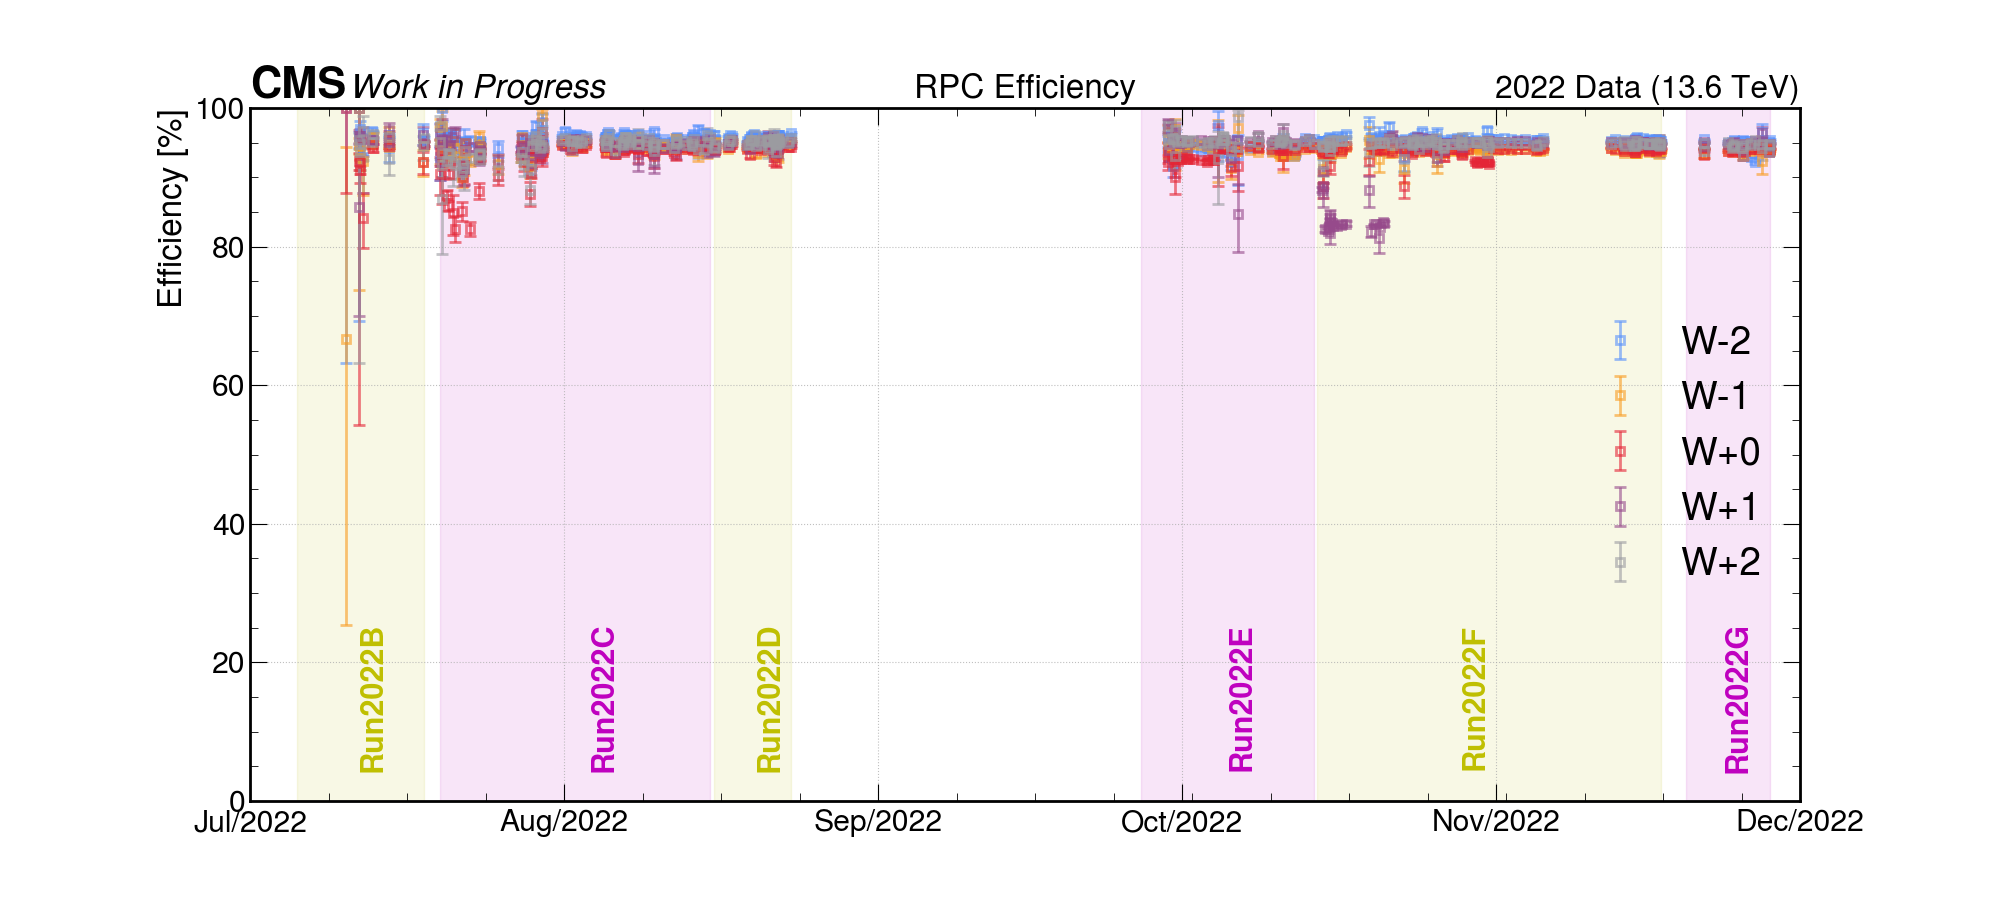 CMS Work in Progress RPC Efficiency 2022 Data (13.6 TeV)
Efficiency [%]
100
80
60
40
20
0
W-2
W-1
W+0
W+1
W+2
Run2022B
Run2022C
Run2022D
Run2022E
Run2022F
Run2022G
Jul/2022 Aug/2022 Sep/2022 Oct/2022 Nov/2022 Dec/2022